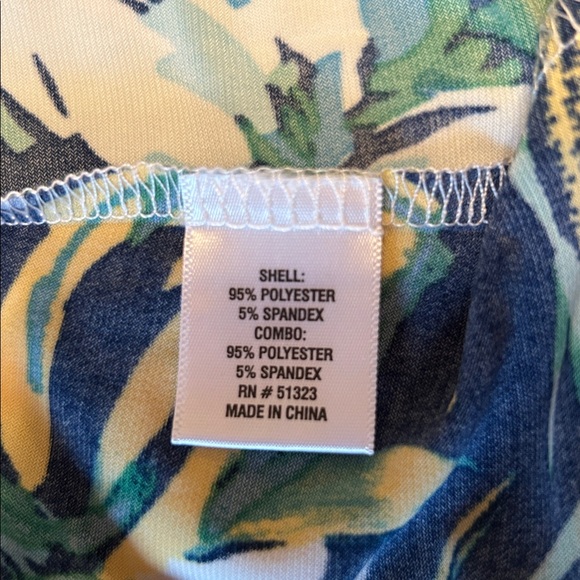 SHELL:
95% POLYESTER
5% SPANDEX
COMBO:
95% POLYESTER
5% SPANDEX
RN # 51323
MADE IN CHINA